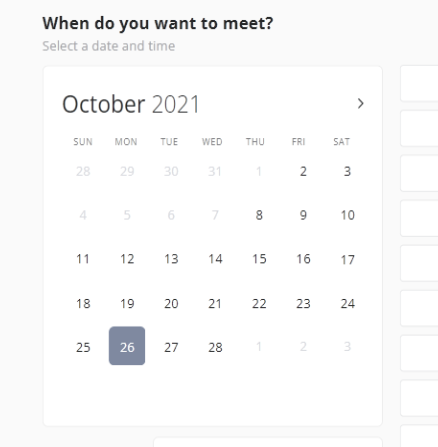 When do you want to meet?
Select a date and time
October 2021
SUN MON TUE WED THU FRI SAT
28 29 30 31 1 2 3
4 5 6 7 8 9 10
11 12 13 14 15 16 17
18 19 20 21 22 23 24
25 26 27 28 1 2 3